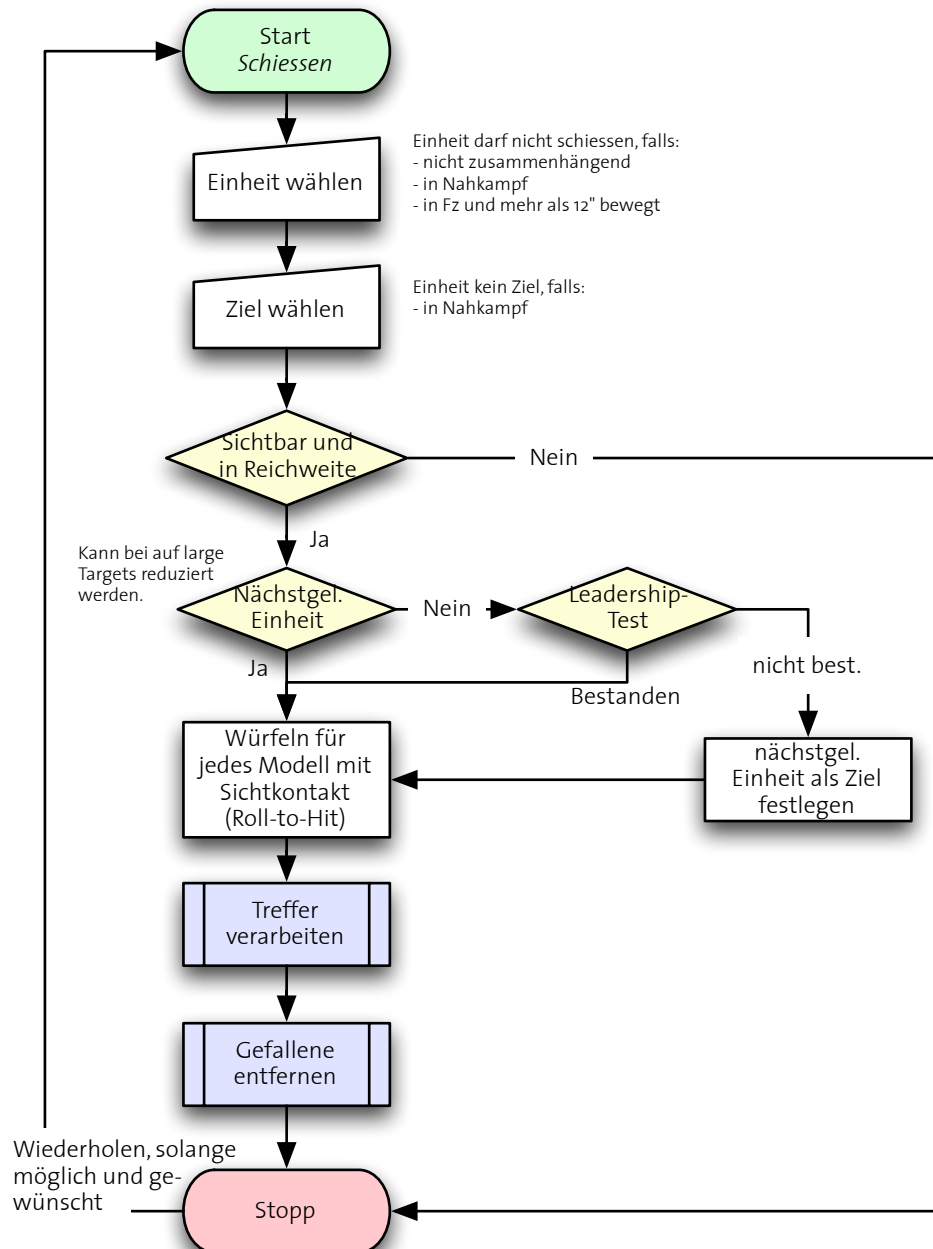 Start
Schiessen
Einheit darf nicht schiessen, falls:
- nicht zusammenhängend
- in Nahkampf
- in Fz und mehr als 12" bewegt
Einheit wählen
Einheit kein Ziel, falls:
- in Nahkampf
Ziel wählen
Sichtbar und
in Reichweite
Nein
Ja
Kann bei auf large
Targets reduziert
werden.
Nächstgel.
Einheit
Nein
Leadership-
Test
nicht best.
Ja
Bestanden
Würfeln für
jedes Modell mit
Sichtkontakt
(Roll-to-Hit)
nächstgel.
Einheit als Ziel
festlegen
Treffer
verarbeiten
Gefallene
entfernen
Wiederholen, solange
möglich und ge-
wünscht
Stopp